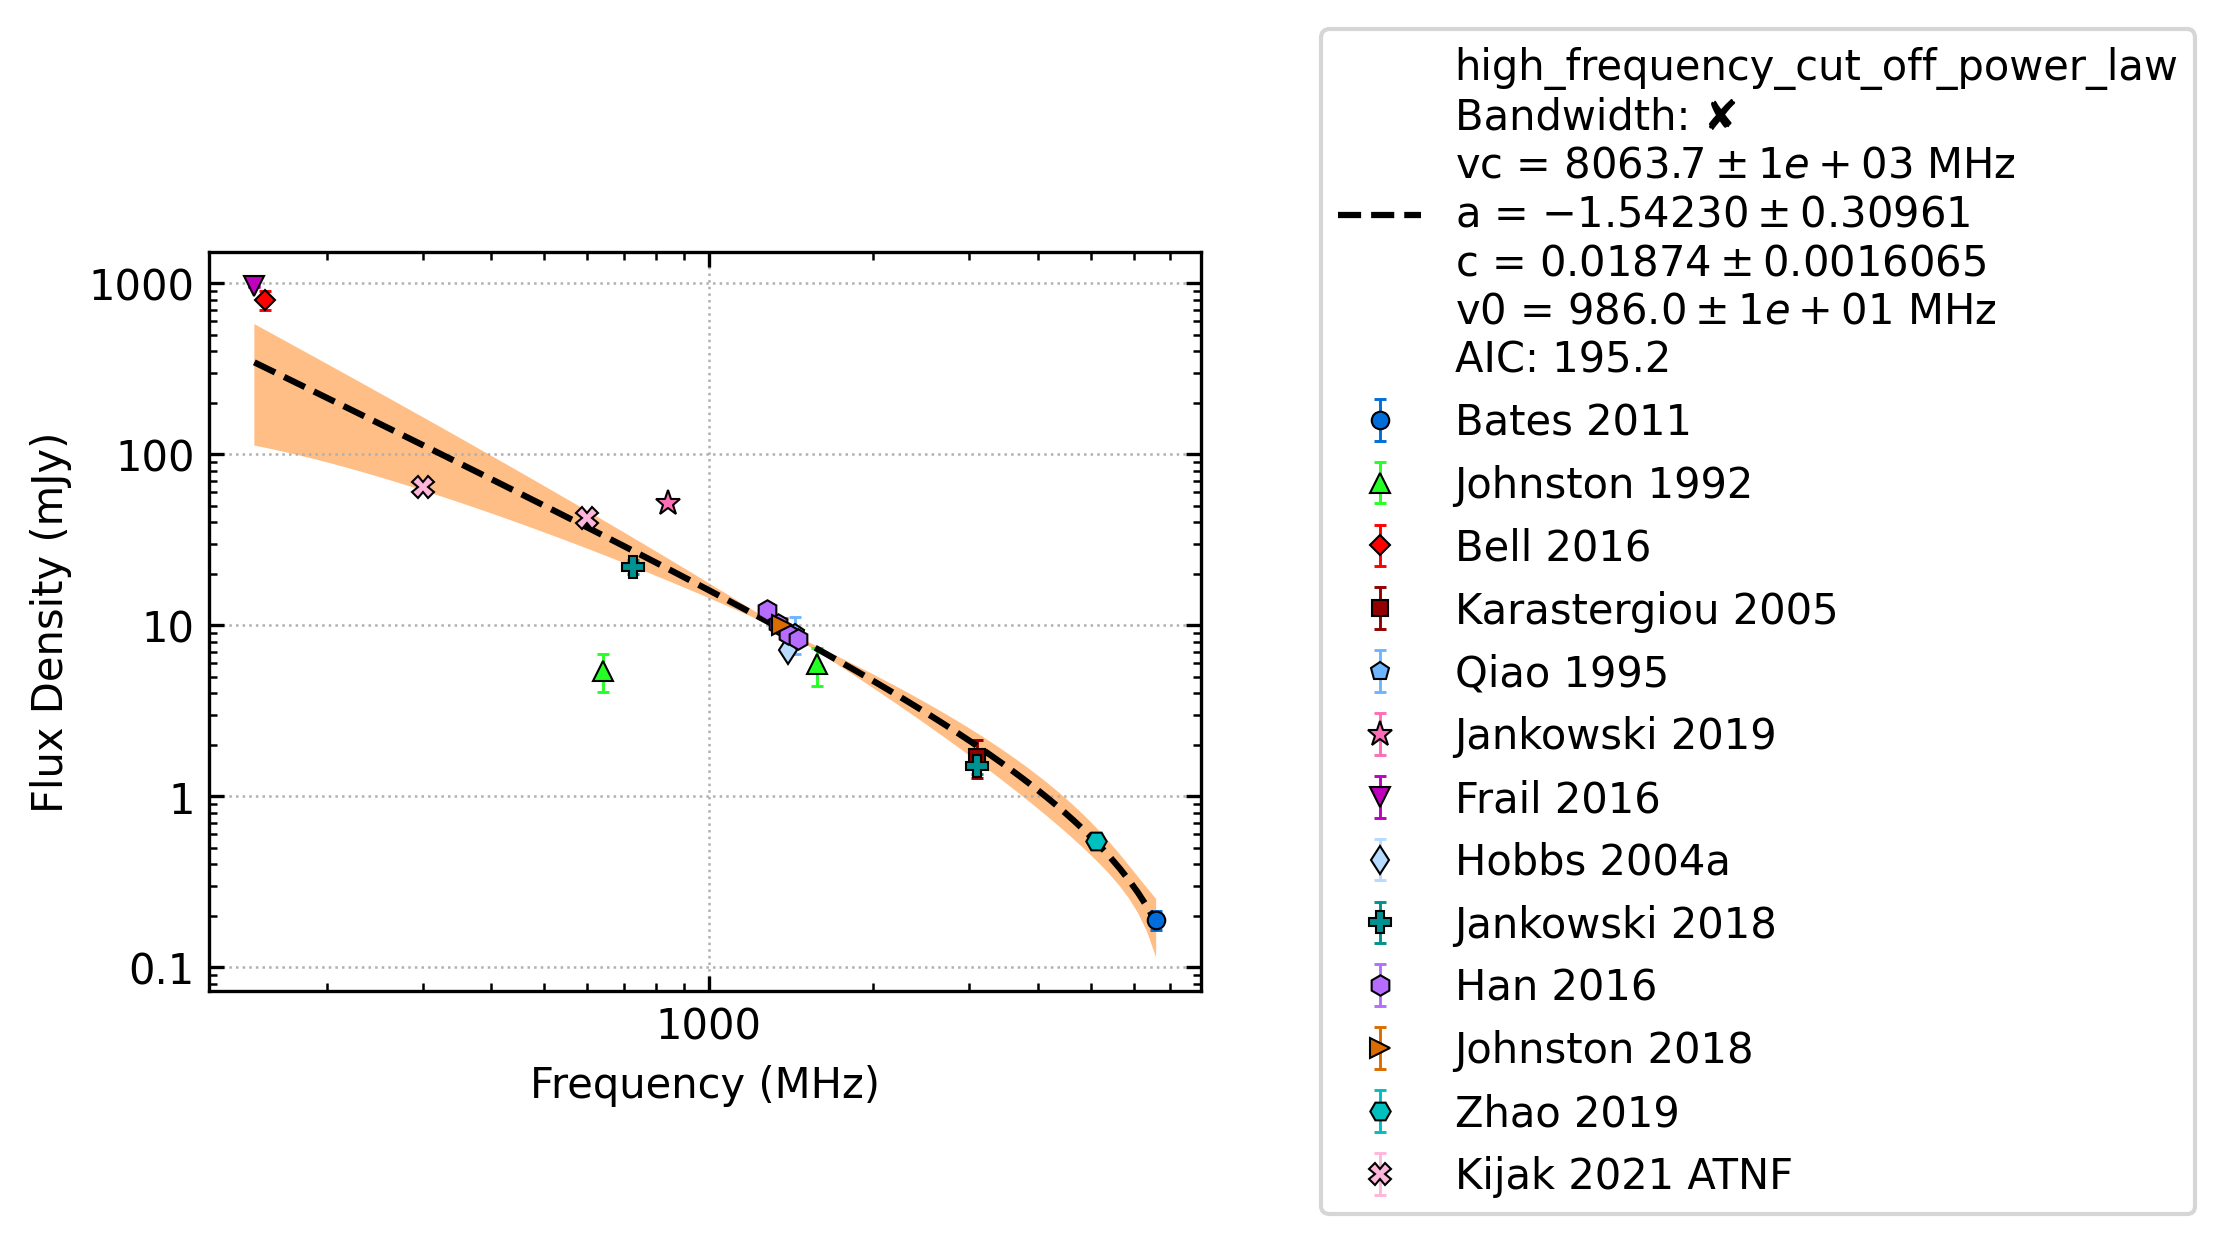 1000
100
10
1
0.1
Flux Density (mJy)
1000
Frequency (MHz)
high_frequency_cut_off_power_law
Bandwidth: ✘
vc = 8063.7 ± 1e + 03 MHz
a = −1.54230 ± 0.30961
c = 0.01874 ± 0.0016065
v0 = 986.0 ± 1e + 01 MHz
AIC: 195.2
Bates 2011
Johnston 1992
Bell 2016
Karastergiou 2005
Qiao 1995
Jankowski 2019
Frail 2016
Hobbs 2004a
Jankowski 2018
Han 2016
Johnston 2018
Zhao 2019
Kijak 2021 ATNF